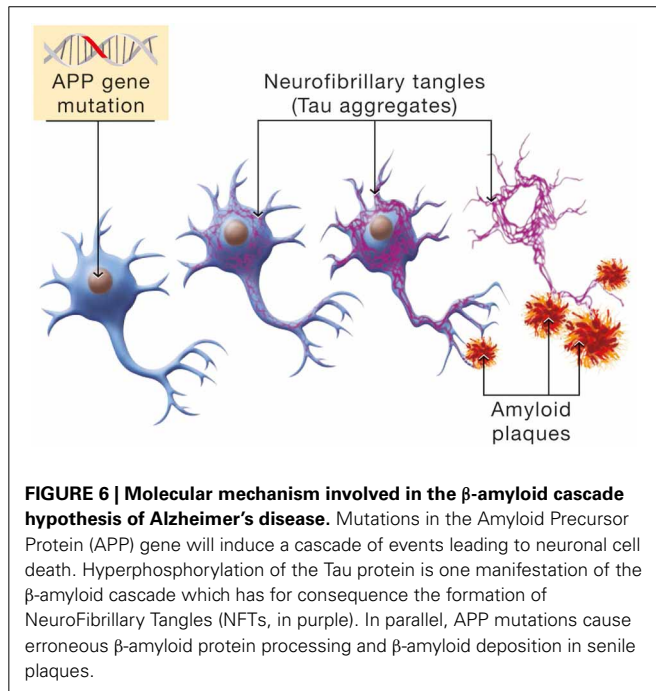 APP gene
mutation
Neurofibrillary tangles
(Tau aggregates)
Amyloid
plaques
FIGURE 6 | Molecular mechanism involved in the β-amyloid cascade
hypothesis of Alzheimer's disease. Mutations in the Amyloid Precursor
Protein (APP) gene will induce a cascade of events leading to neuronal cell
death. Hyperphosphorylation of the Tau protein is one manifestation of the
β-amyloid cascade which has for consequence the formation of
NeuroFibrillary Tangles (NFTs, in purple). In parallel, APP mutations cause
erroneous β-amyloid protein processing and β-amyloid deposition in senile
plaques.